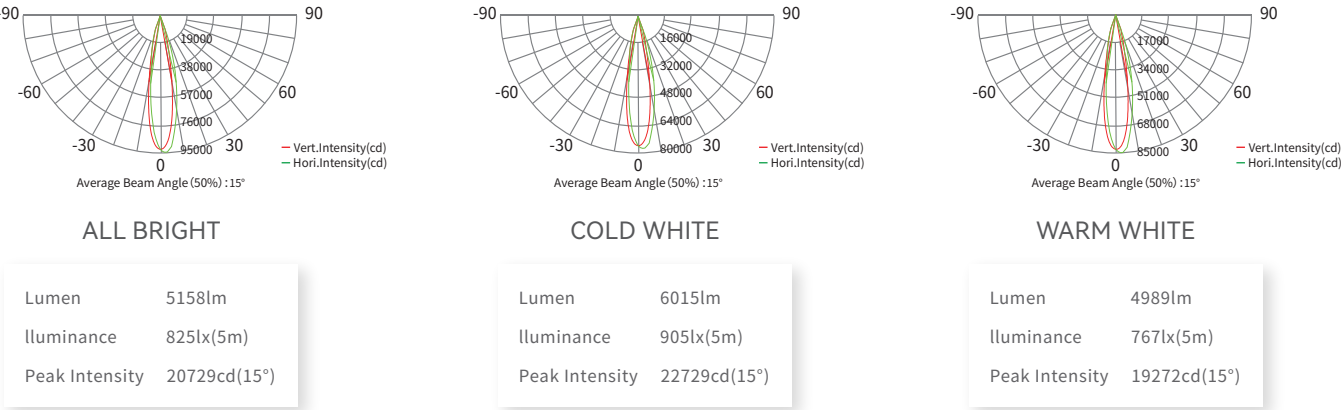 -90
90
19000
38000
57000
76000
95000
-60
60
-30
30
0
Vert.Intensity(cd)
Hori.Intensity(cd)
Average Beam Angle (50%) :15°
ALL BRIGHT
Lumen 5158lm
lluminance 825lx(5m)
Peak Intensity 20729cd(15°)
-90
90
16000
32000
48000
64000
80000
-60
60
-30
30
0
Vert.Intensity(cd)
Hori.Intensity(cd)
Average Beam Angle (50%) :15°
COLD WHITE
Lumen 6015lm
lluminance 905lx(5m)
Peak Intensity 22729cd(15°)
-90
90
17000
34000
51000
68000
85000
-60
60
-30
30
0
Vert.Intensity(cd)
Hori.Intensity(cd)
Average Beam Angle (50%) :15°
WARM WHITE
Lumen 4989lm
lluminance 767lx(5m)
Peak Intensity 19272cd(15°)